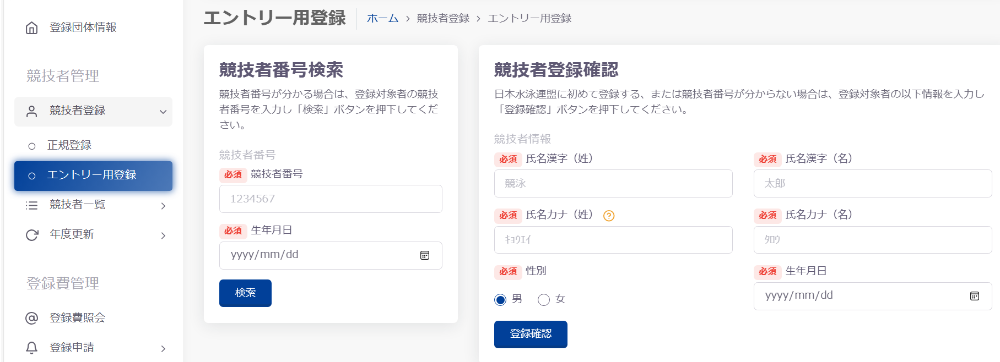 登録団体情報
競技者管理
競技者登録
正規登録
エントリー用登録
競技者一覧
年度更新
登録費管理
登録費照会
登録申請
エントリー用登録
ホーム › 競技者登録 › エントリー用登録
競技者番号検索
競技者番号が分かる場合は、登録対象者の競技
者番号を入力し「検索」ボタンを押下してくだ
さい。
競技者番号
必須 競技者番号
1234567
必須 生年月日
yyyy/mm/dd
検索
競技者登録確認
日本水泳連盟に初めて登録する、または競技者番号が分からない場合は、登録対象者の以下情報を入力し
「登録確認」ボタンを押下してください。
競技者情報
必須 氏名漢字（姓）
競泳
必須 氏名漢字（名）
太郎
必須 氏名カナ（姓） ?
ｷｮｳｴｲ
必須 氏名カナ（名）
ﾀﾛｳ
必須 性別
男 女
必須 生年月日
yyyy/mm/dd
登録確認